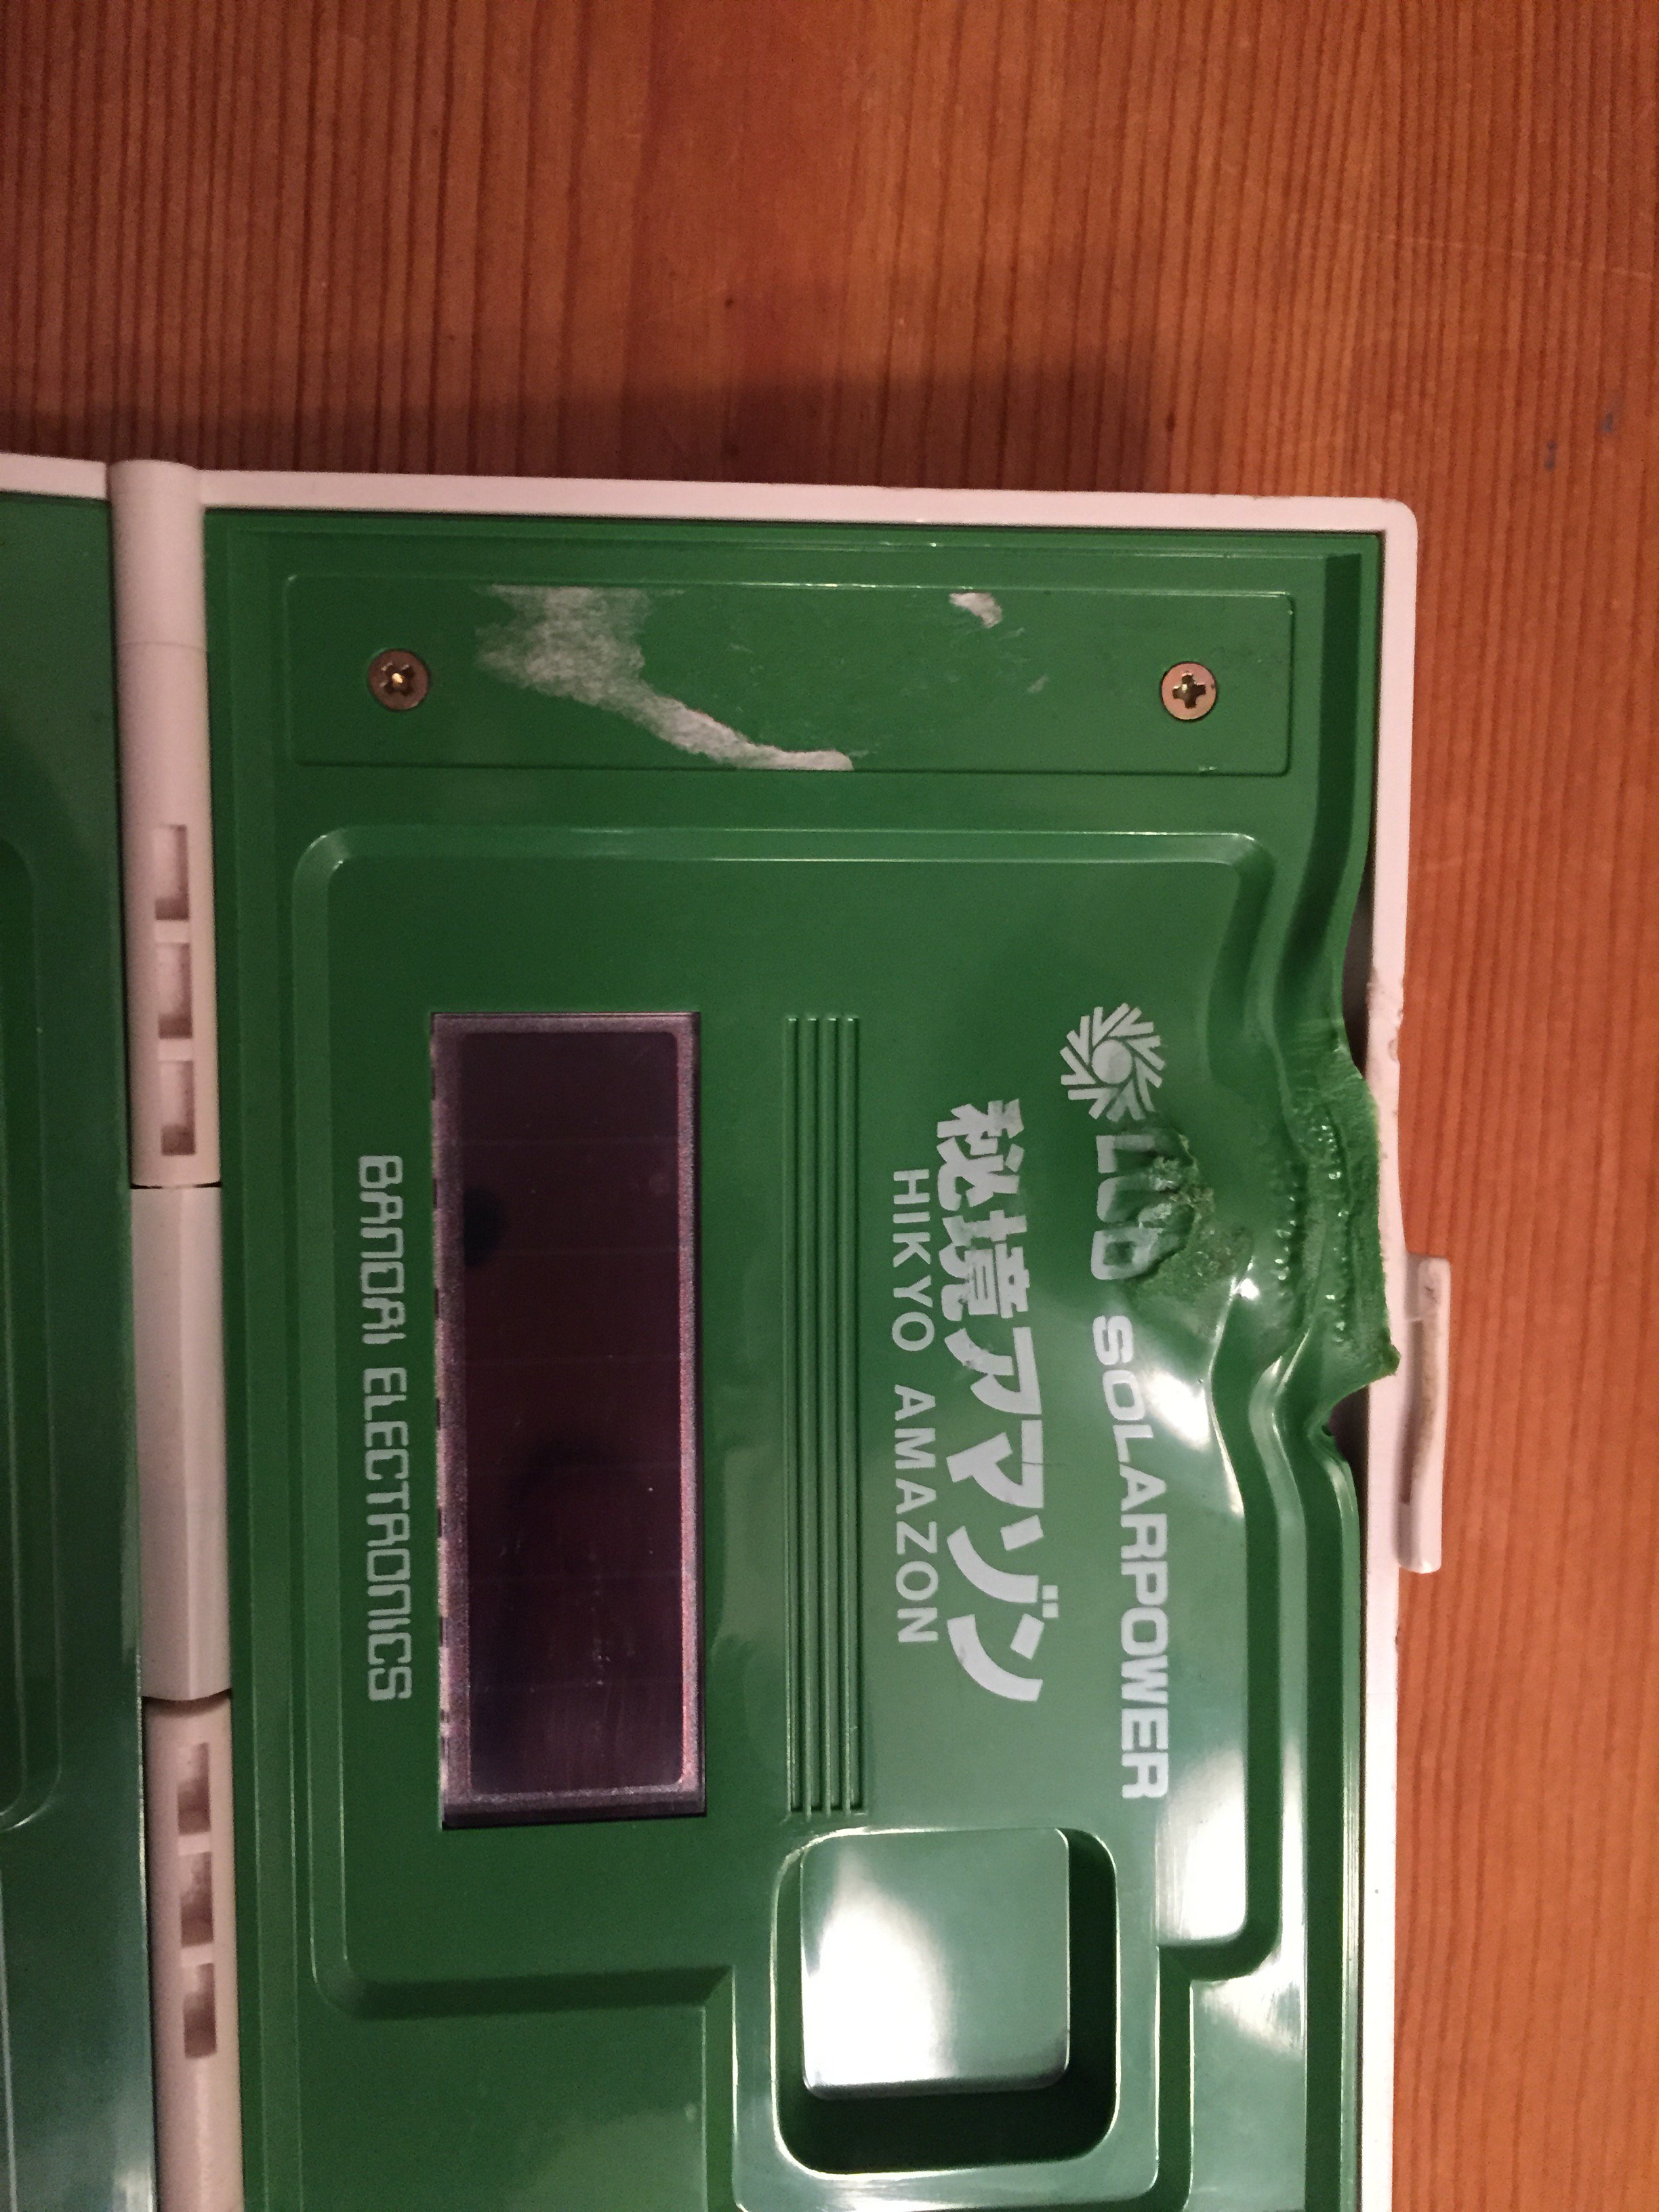 LCD SOLARPOWER
秘境アマゾン
HIKYO AMAZON
BANDAI ELECTRONICS